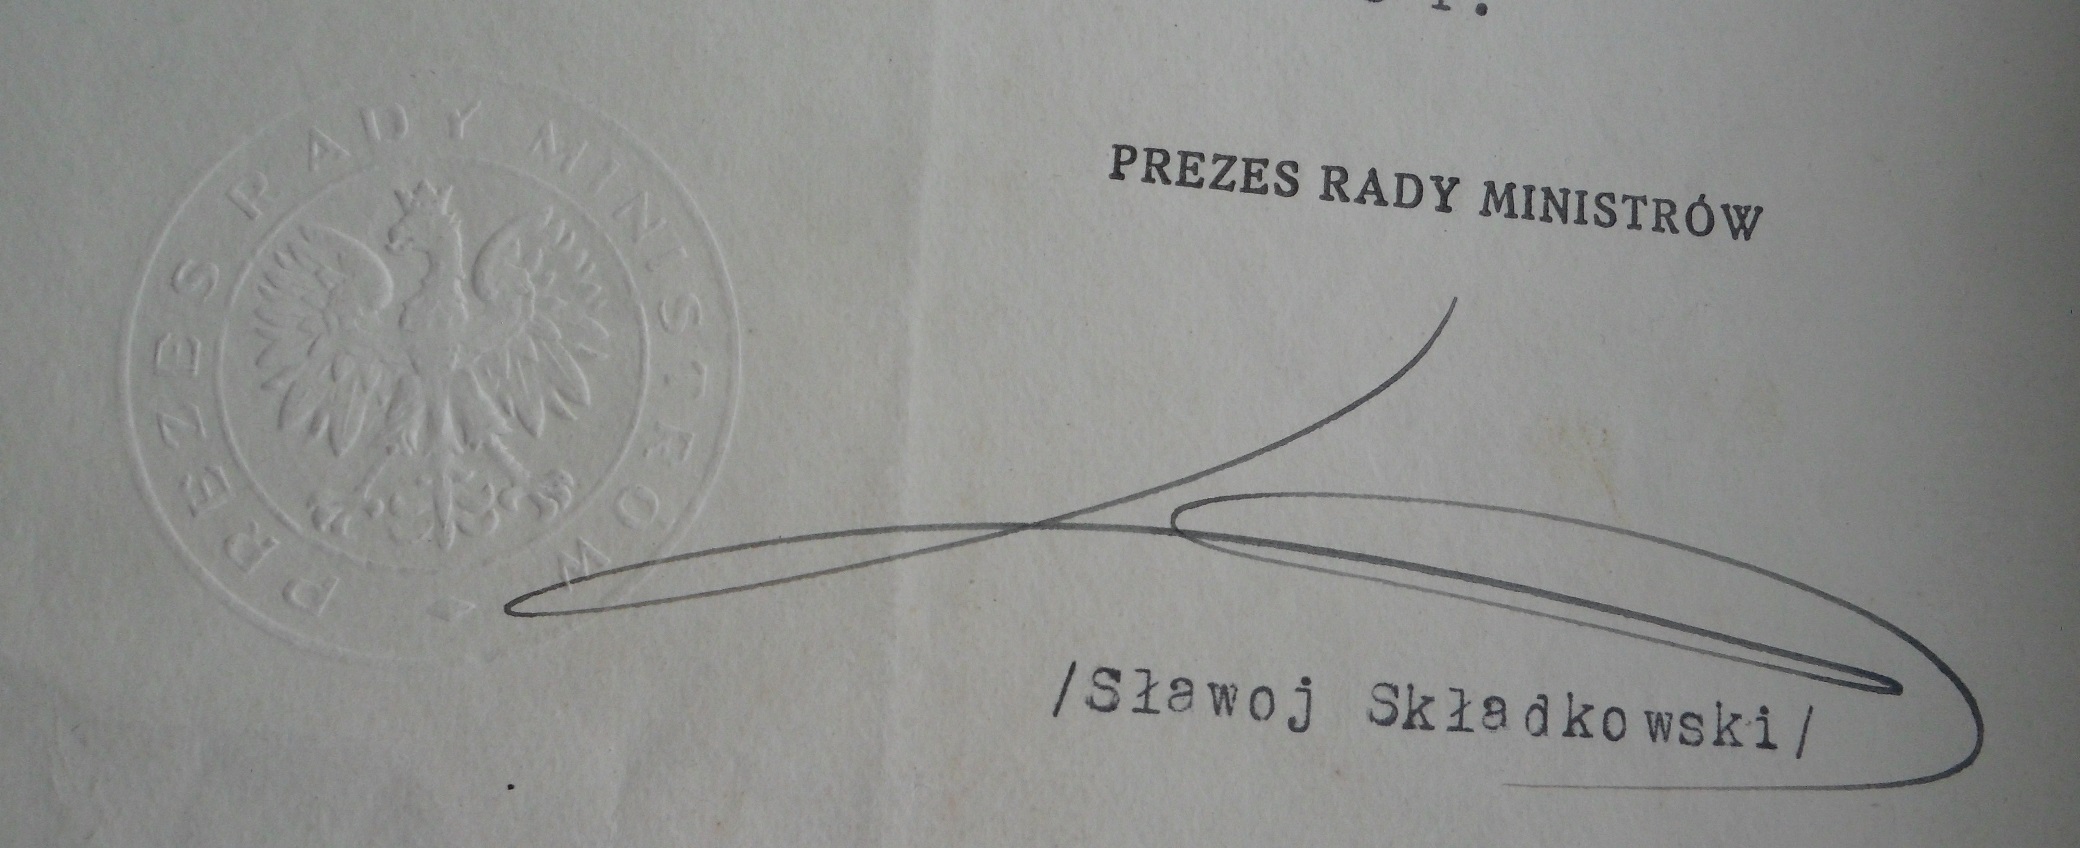 r.
PREZES RADY MINISTRÓW
PREZES RADY MINISTRÓW
/Sławoj Składkowski/